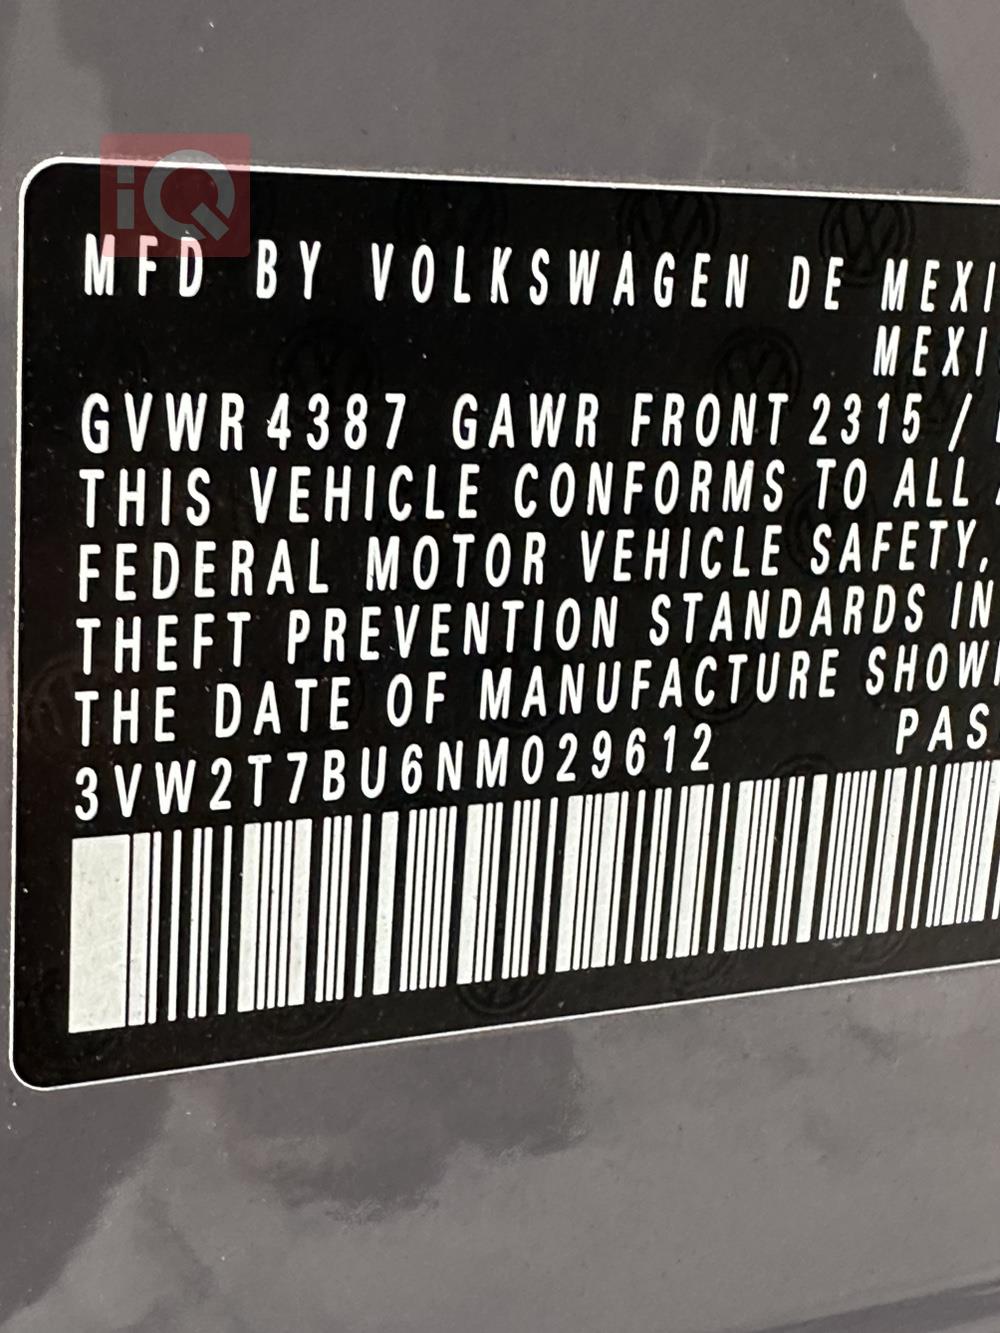 iQ
MFD BY VOLKSWAGEN DE MEXI
MEXI
GVWR 4387 GAWR FRONT 2315 /
THIS VEHICLE CONFORMS TO ALL
FEDERAL MOTOR VEHICLE SAFETY,
THEFT PREVENTION STANDARDS IN
THE DATE OF MANUFACTURE SHOW
3VW2T7BU6NM029612 PAS